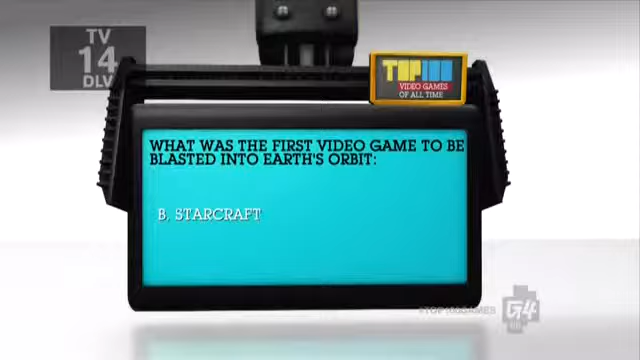 TV
14
DLV
TOP 100
VIDEO GAMES
OF ALL TIME
WHAT WAS THE FIRST VIDEO GAME TO BE
BLASTED INTO EARTH'S ORBIT:
B. STARCRAFT
G4